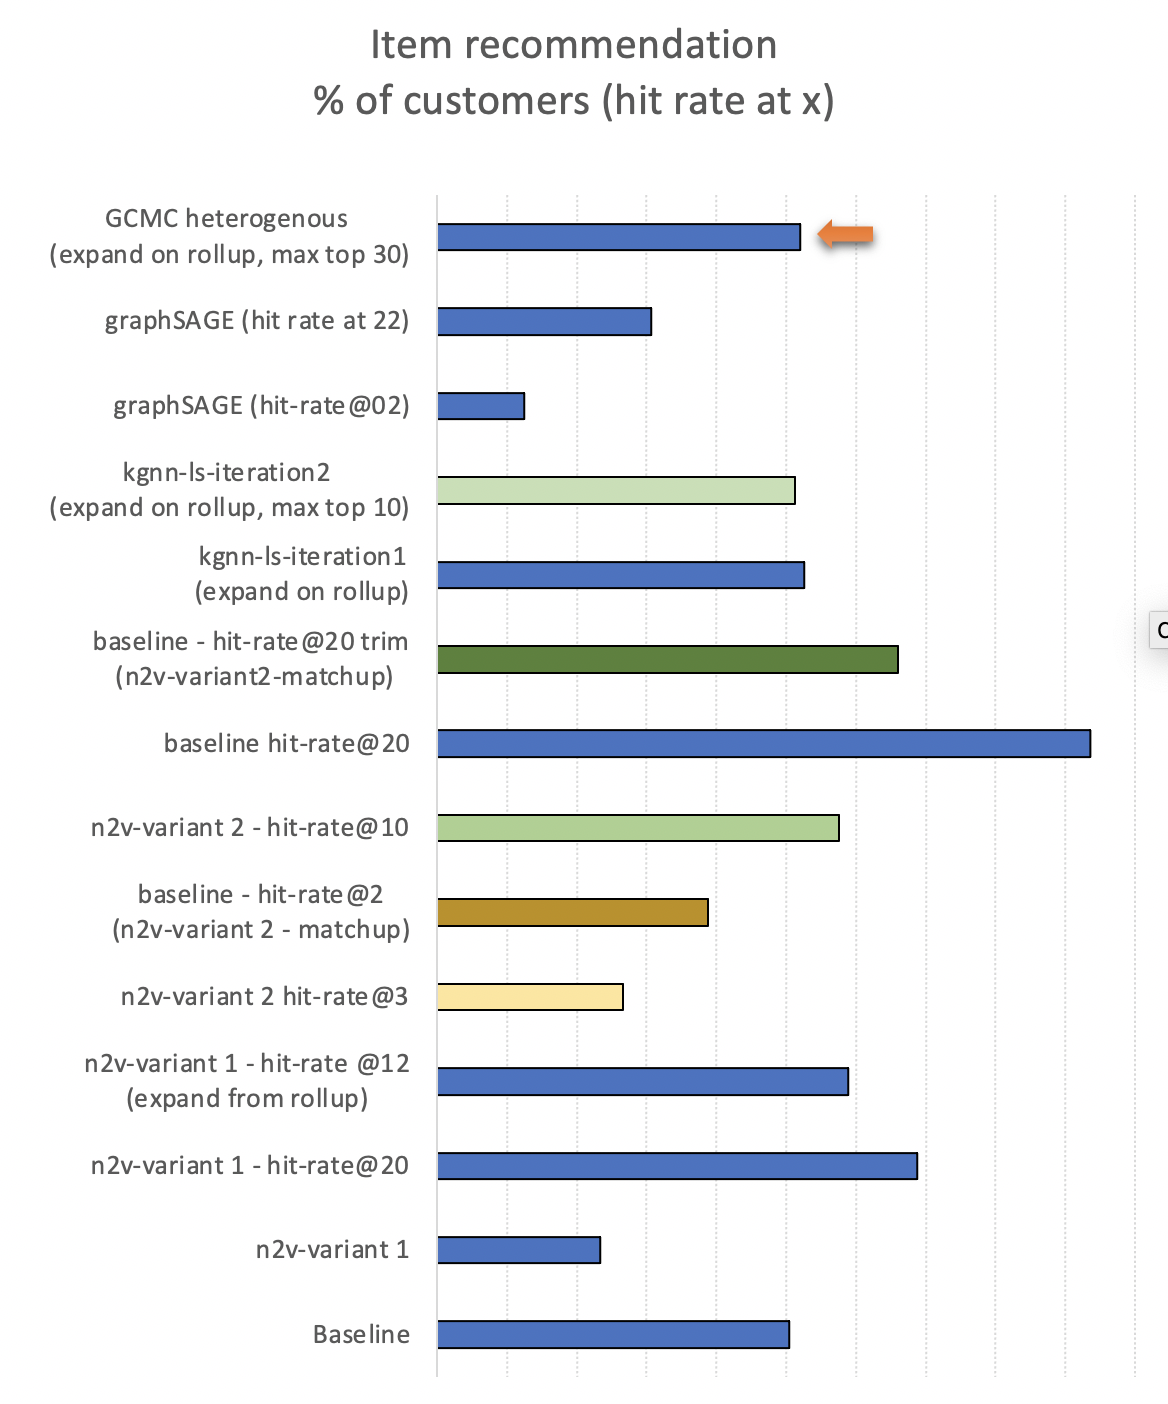 Item recommendation
% of customers (hit rate at x)
GCMC heterogenous
(expand on rollup, max top 30)
graphSAGE (hit rate at 22)
graphSAGE (hit-rate@02)
kgnn-ls-iteration2
(expand on rollup, max top 10)
kgnn-ls-iteration1
(expand on rollup)
baseline - hit-rate@20 trim
(n2v-variant2-matchup)
baseline hit-rate@20
n2v-variant 2 - hit-rate@10
baseline - hit-rate@2
(n2v-variant 2 - matchup)
n2v-variant 2 hit-rate@3
n2v-variant 1 - hit-rate @12
(expand from rollup)
n2v-variant 1 - hit-rate@20
n2v-variant 1
Baseline